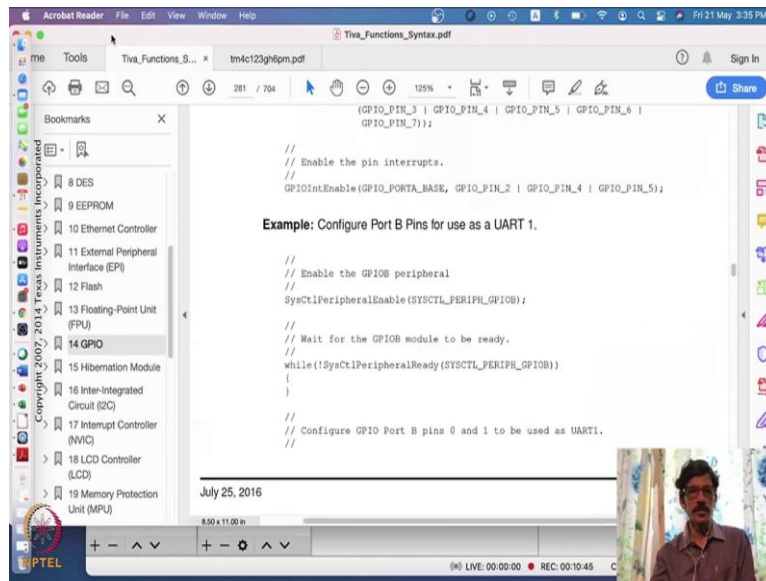 Acrobat Reader File Edit View Window Help
Fri 21 May 3:35 PM
Tiva_Functions_Syntax.pdf
me Tools Tiva_Functions_S... × tm4c123gh6pm.pdf Sign In
281 / 704 125% Share
Bookmarks X
8 DES
9 EEPROM
10 Ethernet Controller
11 External Peripheral
Interface (EPI)
12 Flash
13 Floating-Point Unit
(FPU)
14 GPIO
15 Hibernation Module
16 Inter-Integrated
Circuit (I2C)
17 Interrupt Controller
(NVIC)
18 LCD Controller
(LCD)
19 Memory Protection
Unit (MPU)
Copyright 2007, 2014 Texas Instruments Incorporated
(GPIO_PIN_3 | GPIO_PIN_4 | GPIO_PIN_5 | GPIO_PIN_6 |
GPIO_PIN_7));
//
// Enable the pin interrupts.
//
GPIOIntEnable(GPIO_PORTA_BASE, GPIO_PIN_2 | GPIO_PIN_4 | GPIO_PIN_5);
Example: Configure Port B Pins for use as a UART 1.
//
// Enable the GPIOB peripheral
//
SysCtlPeripheralEnable(SYSCTL_PERIPH_GPIOB);
//
// Wait for the GPIOB module to be ready.
//
while(!SysCtlPeripheralReady(SYSCTL_PERIPH_GPIOB))
{
}
//
// Configure GPIO Port B pins 0 and 1 to be used as UART1.
//
July 25, 2016
8.50 x 11.00 in
LIVE: 00:00:00 REC: 00:10:45 C
NPTEL